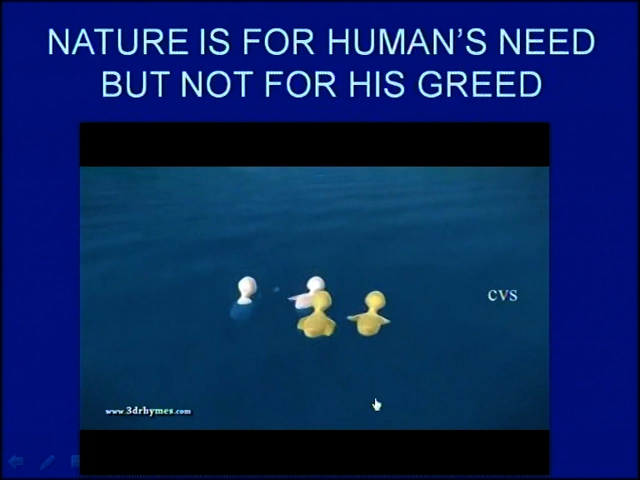 NATURE IS FOR HUMAN'S NEED
BUT NOT FOR HIS GREED
cvs
www.3drhymes.com